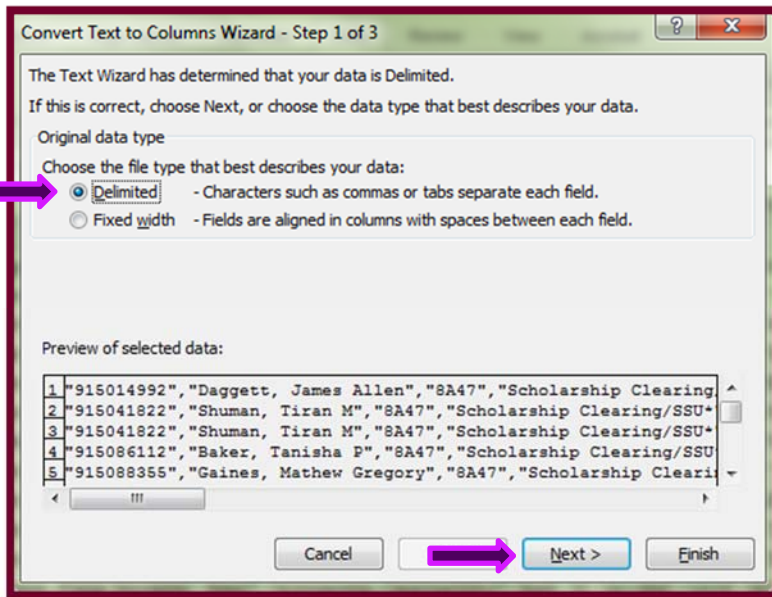 Convert Text to Columns Wizard - Step 1 of 3
The Text Wizard has determined that your data is Delimited.
If this is correct, choose Next, or choose the data type that best describes your data.
Original data type
Choose the file type that best describes your data:
Delimited - Characters such as commas or tabs separate each field.
Fixed width - Fields are aligned in columns with spaces between each field.
Preview of selected data:
1 "915014992","Daggett, James Allen","8A47","Scholarship Clearing
2 "915041822","Shuman, Tiran M","8A47","Scholarship Clearing/SSU*
3 "915041822","Shuman, Tiran M","8A47","Scholarship Clearing/SSU*
4 "915086112","Baker, Tanisha P","8A47","Scholarship Clearing/SSU
5 "915088355","Gaines, Mathew Gregory","8A47","Scholarship Cleari
Cancel Next > Finish